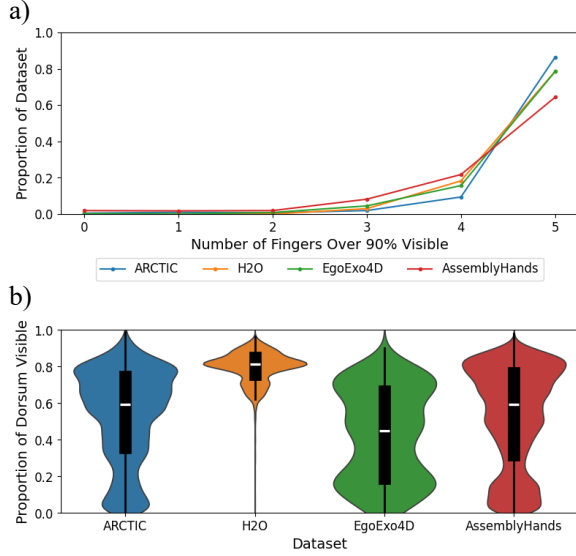 a)
1.0
0.8
0.6
0.4
0.2
0.0
Proportion of Dataset
0 1 2 3 4 5
Number of Fingers Over 90% Visible
ARCTIC H2O EgoExo4D AssemblyHands
b)
1.0
0.8
0.6
0.4
0.2
0.0
Proportion of Dorsum Visible
ARCTIC H2O EgoExo4D AssemblyHands
Dataset